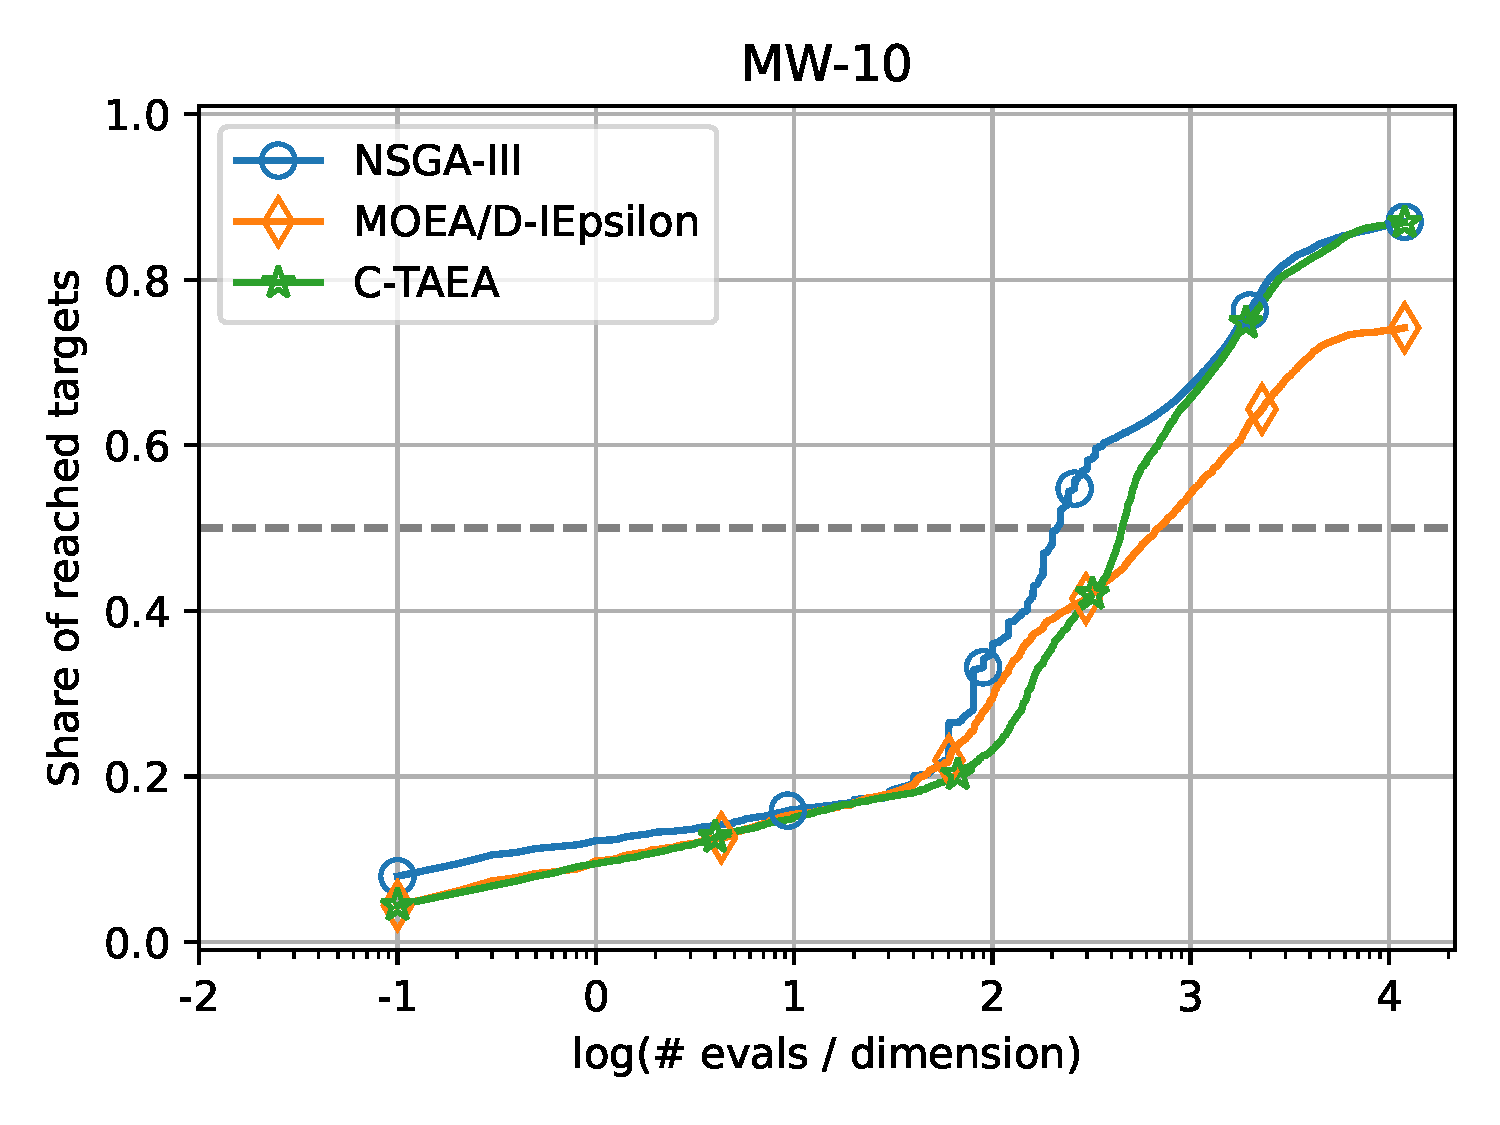 MW-10
1.0
0.8
0.6
0.4
0.2
0.0
Share of reached targets
NSGA-III
MOEA/D-IEpsilon
C-TAEA
-2 -1 0 1 2 3 4
log(# evals / dimension)